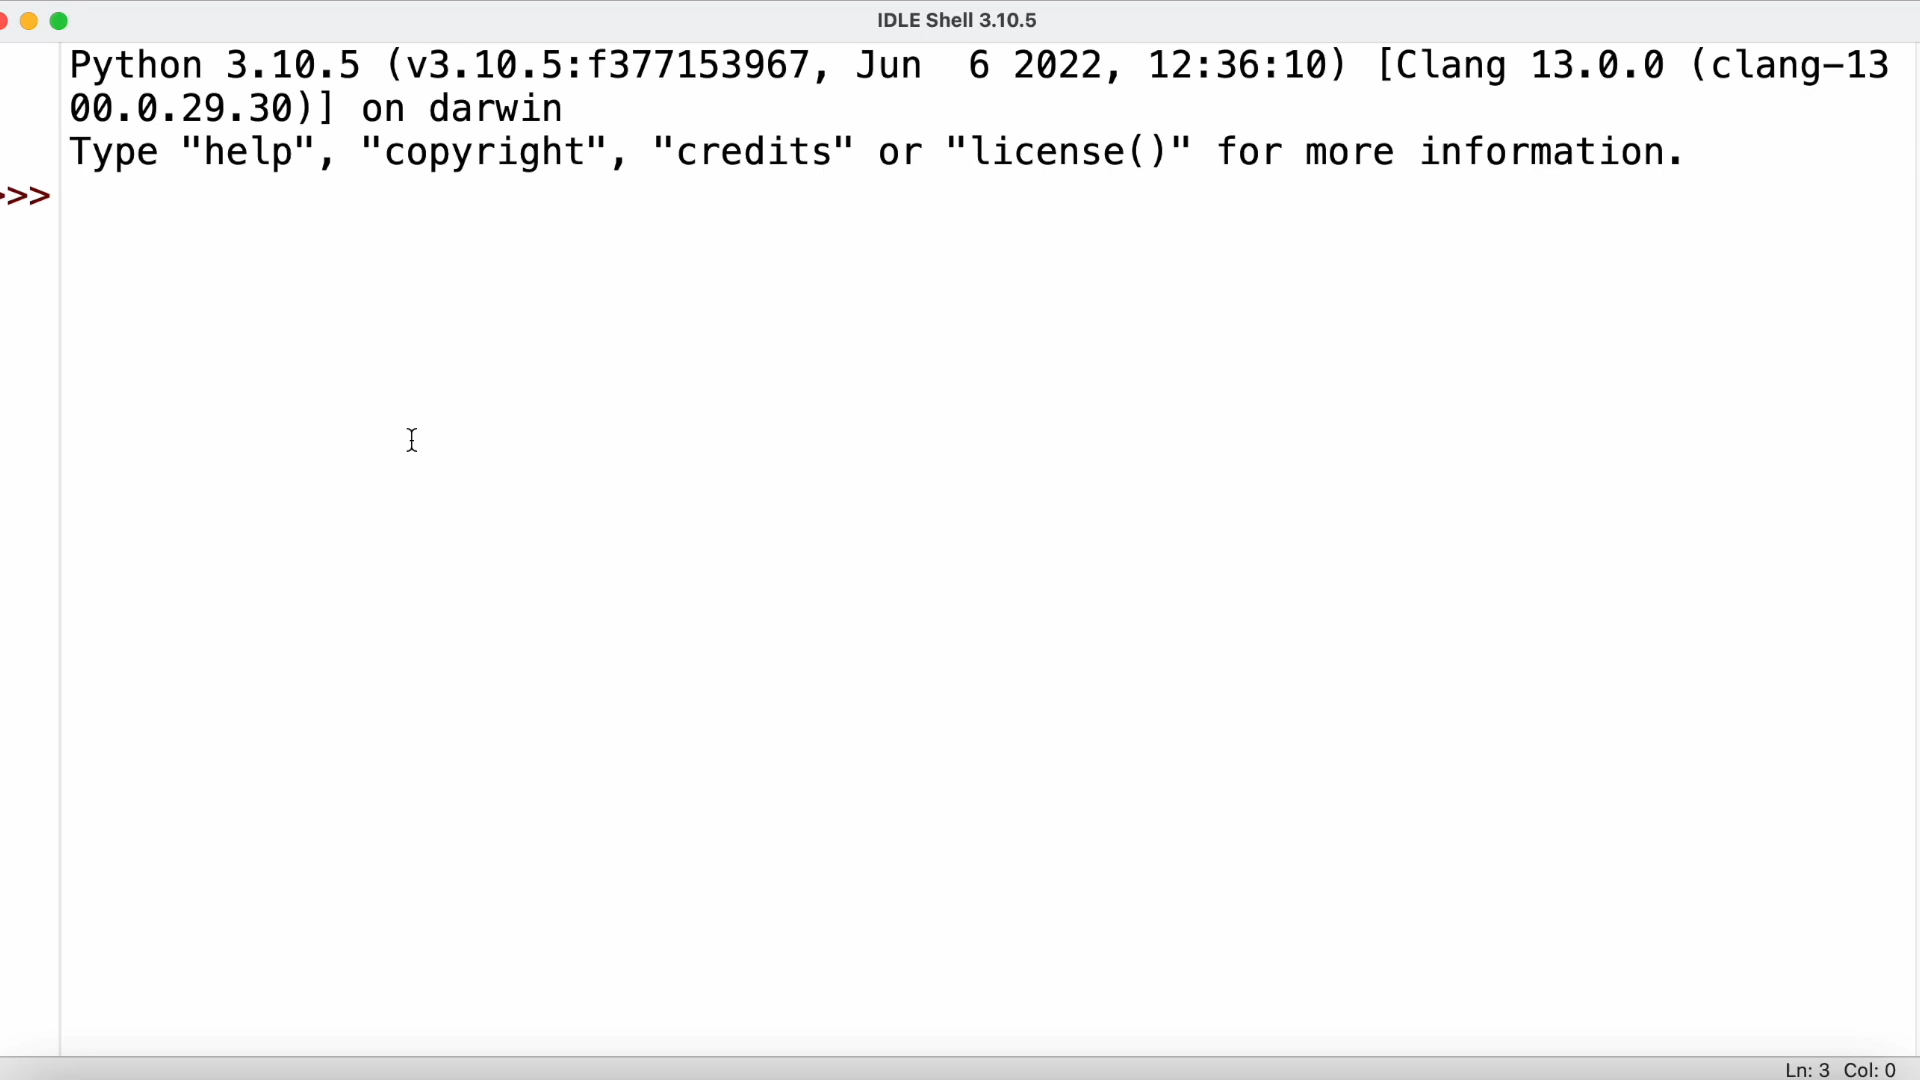 IDLE Shell 3.10.5
Python 3.10.5 (v3.10.5:f377153967, Jun  6 2022, 12:36:10) [Clang 13.0.0 (clang-13
00.0.29.30)] on darwin
Type "help", "copyright", "credits" or "license()" for more information.
>>>
Ln: 3 Col: 0